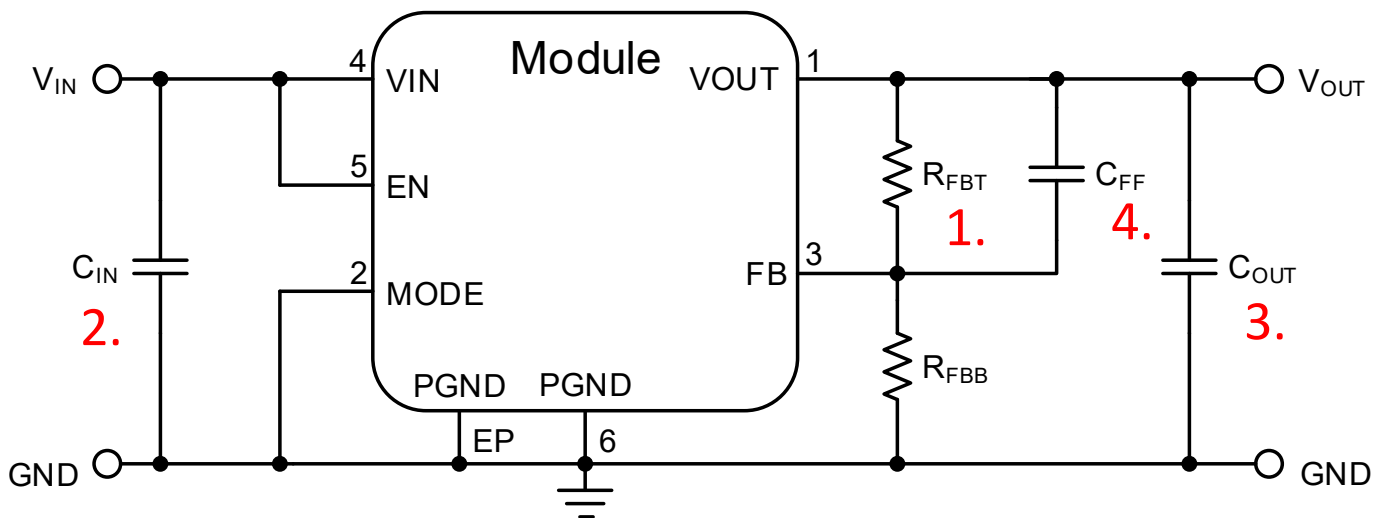 Module
VIN
4
VIN
VOUT
1
VOUT
5
EN
RFBT
1.
CFF
4.
CIN
2.
2
MODE
FB
3
COUT
3.
RFBB
PGND
PGND
EP
6
GND
GND